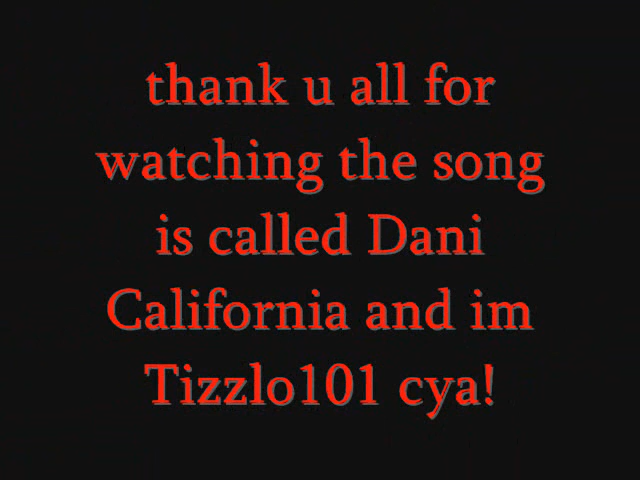 thank u all for
watching the song
is called Dani
California and im
Tizzlo101 cya!